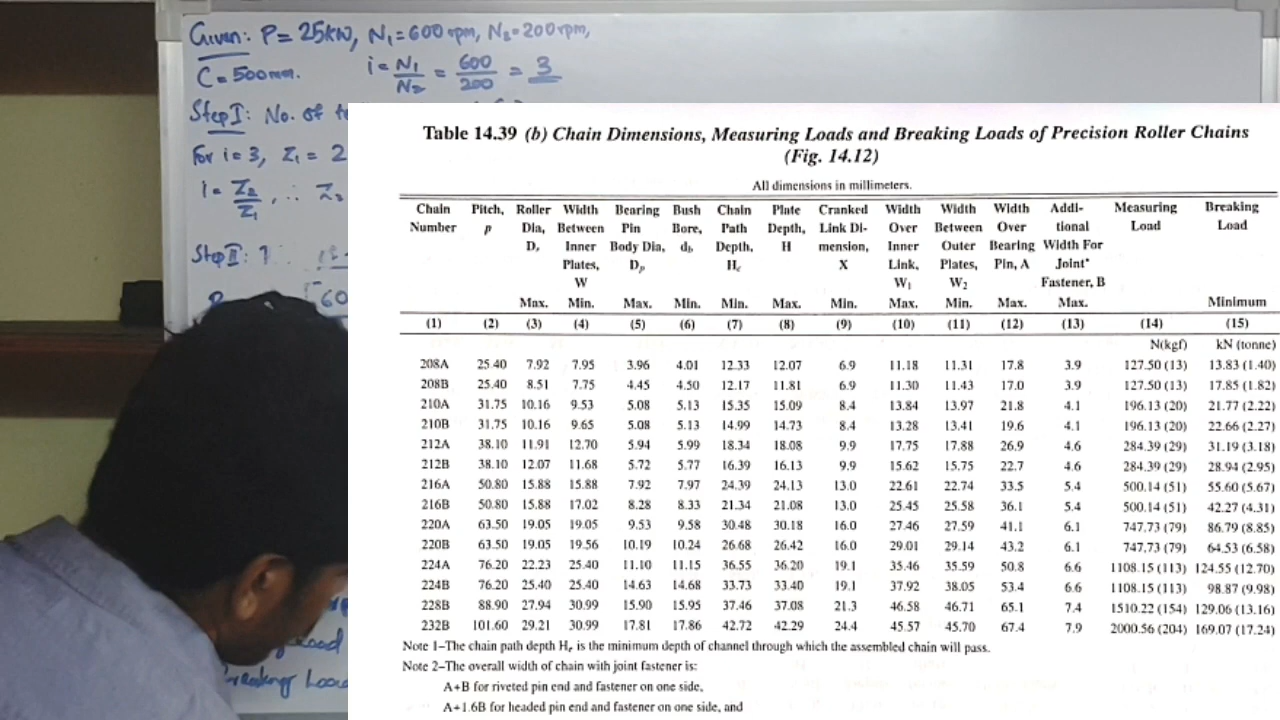 Given: P = 25kW, N₁ = 600 rpm, N₂ = 200 rpm,
C = 500mm. i = N₁/N₂ = 600/200 = 3
Step I: No. of
For i = 3, Z₁ = 2
i = Z₂/Z₁, ∴ Z₂
Step II:
[60
Load
Breaking Load
Table 14.39 (b) Chain Dimensions, Measuring Loads and Breaking Loads of Precision Roller Chains
(Fig. 14.12)
All dimensions in millimeters.
Chain Pitch, Roller Width Bearing Bush Chain Plate Cranked Width Width Width Addi- Measuring Breaking
Number p Dia, Between Pin Bore, Path Depth, Link Di- Over Between Over tional Load Load
Dᵣ Inner Body Dia, d_b Depth, H mension, Inner Outer Bearing Width For
Plates, Dₚ H_c X Link, Plates, Pin, A Joint*
W W₁ W₂ Fastener, B
Max. Min. Max. Min. Min. Max. Min. Max. Min. Max. Max. Minimum
(1) (2) (3) (4) (5) (6) (7) (8) (9) (10) (11) (12) (13) (14) (15)
N(kgf) kN (tonne)
208A 25.40 7.92 7.95 3.96 4.01 12.33 12.07 6.9 11.18 11.31 17.8 3.9 127.50 (13) 13.83 (1.40)
208B 25.40 8.51 7.75 4.45 4.50 12.17 11.81 6.9 11.30 11.43 17.0 3.9 127.50 (13) 17.85 (1.82)
210A 31.75 10.16 9.53 5.08 5.13 15.35 15.09 8.4 13.84 13.97 21.8 4.1 196.13 (20) 21.77 (2.22)
210B 31.75 10.16 9.65 5.08 5.13 14.99 14.73 8.4 13.28 13.41 19.6 4.1 196.13 (20) 22.66 (2.27)
212A 38.10 11.91 12.70 5.94 5.99 18.34 18.08 9.9 17.75 17.88 26.9 4.6 284.39 (29) 31.19 (3.18)
212B 38.10 12.07 11.68 5.72 5.77 16.39 16.13 9.9 15.62 15.75 22.7 4.6 284.39 (29) 28.94 (2.95)
216A 50.80 15.88 15.88 7.92 7.97 24.39 24.13 13.0 22.61 22.74 33.5 5.4 500.14 (51) 55.60 (5.67)
216B 50.80 15.88 17.02 8.28 8.33 21.34 21.08 13.0 25.45 25.58 36.1 5.4 500.14 (51) 42.27 (4.31)
220A 63.50 19.05 19.05 9.53 9.58 30.48 30.18 16.0 27.46 27.59 41.1 6.1 747.73 (79) 86.79 (8.85)
220B 63.50 19.05 19.56 10.19 10.24 26.68 26.42 16.0 29.01 29.14 43.2 6.1 747.73 (79) 64.53 (6.58)
224A 76.20 22.23 25.40 11.10 11.15 36.55 36.20 19.1 35.46 35.59 50.8 6.6 1108.15 (113) 124.55 (12.70)
224B 76.20 25.40 25.40 14.63 14.68 33.73 33.40 19.1 37.92 38.05 53.4 6.6 1108.15 (113) 98.87 (9.98)
228B 88.90 27.94 30.99 15.90 15.95 37.46 37.08 21.3 46.58 46.71 65.1 7.4 1510.22 (154) 129.06 (13.16)
232B 101.60 29.21 30.99 17.81 17.86 42.72 42.29 24.4 45.57 45.70 67.4 7.9 2000.56 (204) 169.07 (17.24)
Note 1–The chain path depth H_c is the minimum depth of channel through which the assembled chain will pass.
Note 2–The overall width of chain with joint fastener is:
A+B for riveted pin end and fastener on one side,
A+1.6B for headed pin end and fastener on one side, and